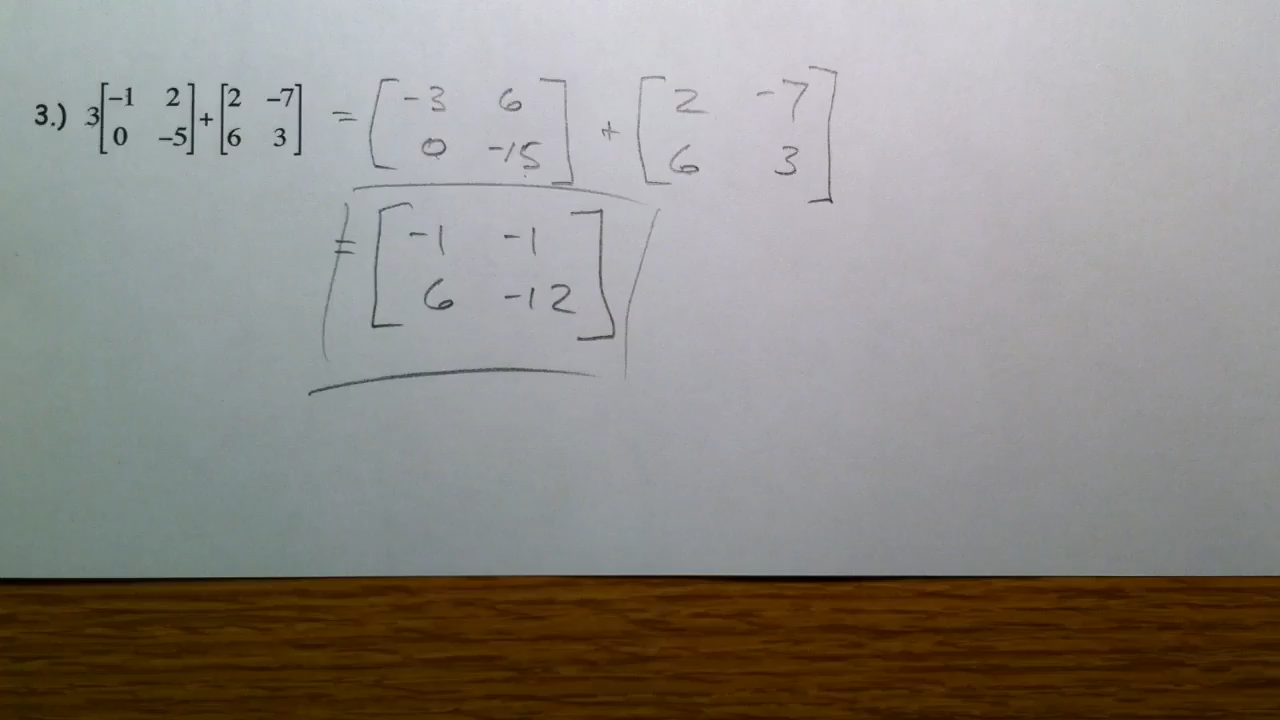 3.) 3[-1 2] + [2 -7] = [-3 6] + [2 -7]
[0 -5] [6 3] [0 -15] [6 3]
= [-1 -1]
[6 -12]